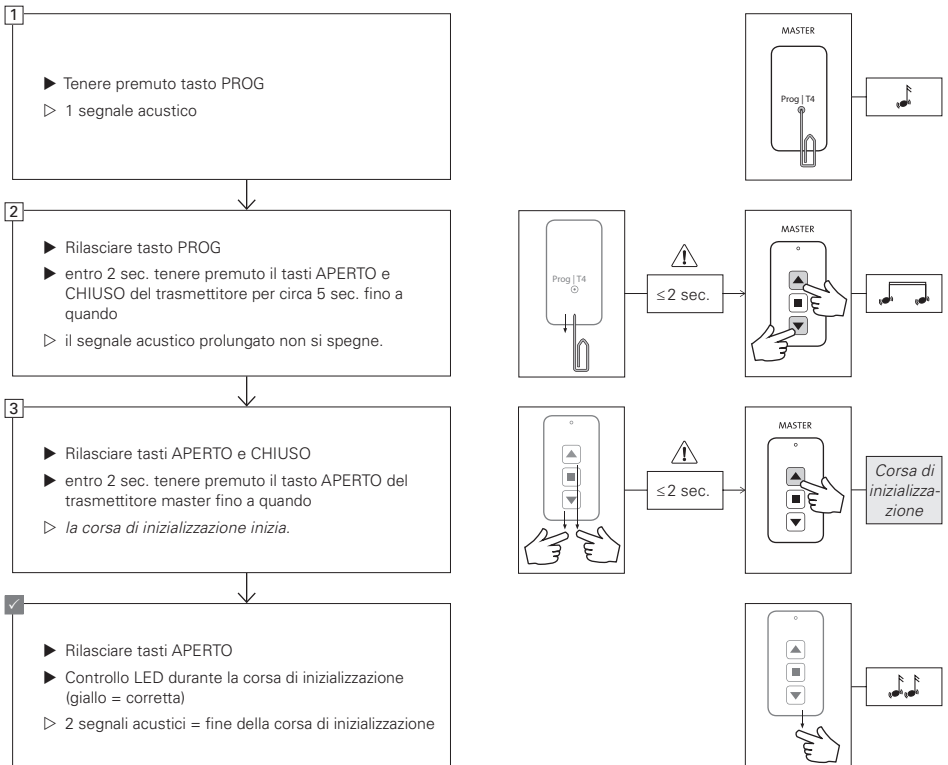 1
▶ Tenere premuto tasto PROG
▷ 1 segnale acustico
MASTER
Prog | T4
2
▶ Rilasciare tasto PROG
▶ entro 2 sec. tenere premuto il tasti APERTO e
CHIUSO del trasmettitore per circa 5 sec. fino a
quando
▷ il segnale acustico prolungato non si spegne.
Prog | T4
≤2 sec.
MASTER
3
▶ Rilasciare tasti APERTO e CHIUSO
▶ entro 2 sec. tenere premuto il tasto APERTO del
trasmettitore master fino a quando
▷ la corsa di inizializzazione inizia.
≤2 sec.
MASTER
Corsa di
inizializza-
zione
✓
▶ Rilasciare tasti APERTO
▶ Controllo LED durante la corsa di inizializzazione
(giallo = corretta)
▷ 2 segnali acustici = fine della corsa di inizializzazione